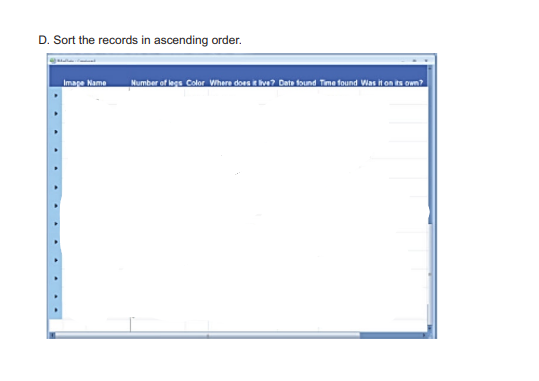 D. Sort the records in ascending order.
Image Name Number of legs Color Where does it live? Date found Time found Was it on its own?